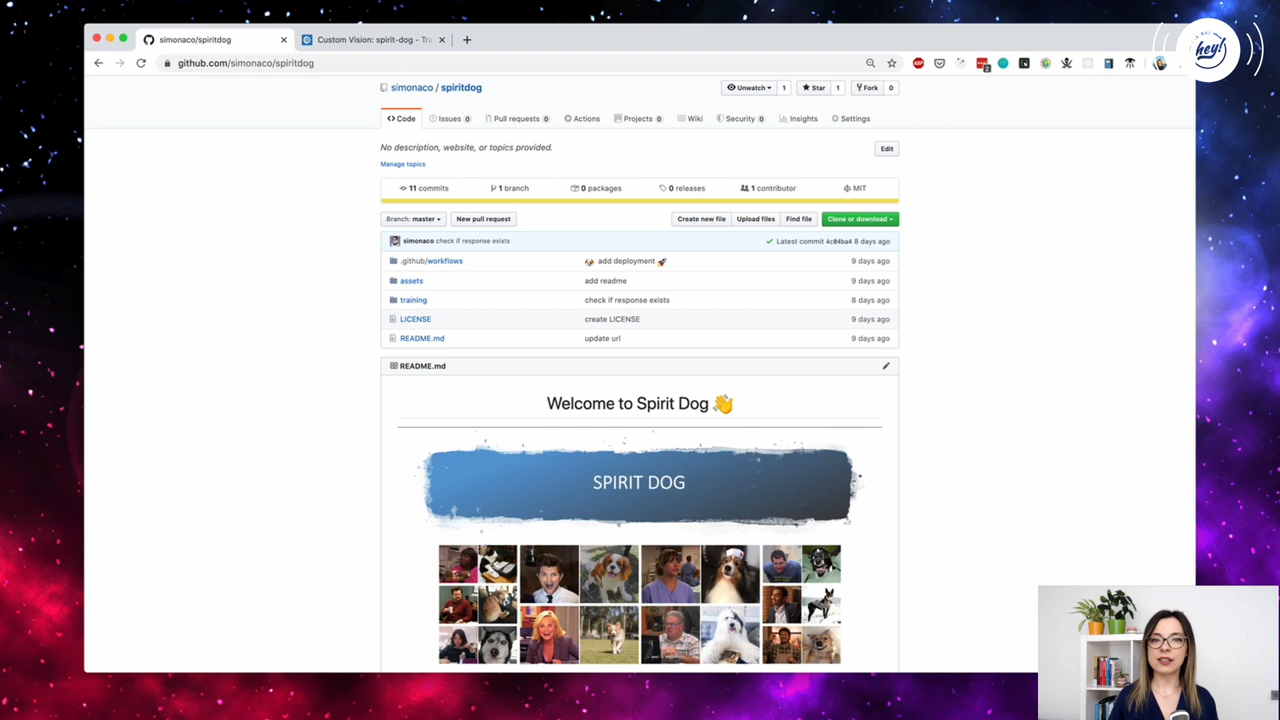 simonaco/spiritdog
Custom Vision: spirit-dog - Tra
hey!
github.com/simonaco/spiritdog
2
simonaco / spiritdog
Unwatch 1 Star 1 Fork 0
Code Issues 0 Pull requests 0 Actions Projects 0 Wiki Security 0 Insights Settings
No description, website, or topics provided.
Edit
Manage topics
11 commits 1 branch 0 packages 0 releases 1 contributor MIT
Branch: master New pull request Create new file Upload files Find file Clone or download
simonaco check if response exists Latest commit 4c04ba4 8 days ago
.github/workflows add deployment 9 days ago
assets add readme 9 days ago
training check if response exists 8 days ago
LICENSE create LICENSE 9 days ago
README.md update url 9 days ago
README.md
Welcome to Spirit Dog
SPIRIT DOG